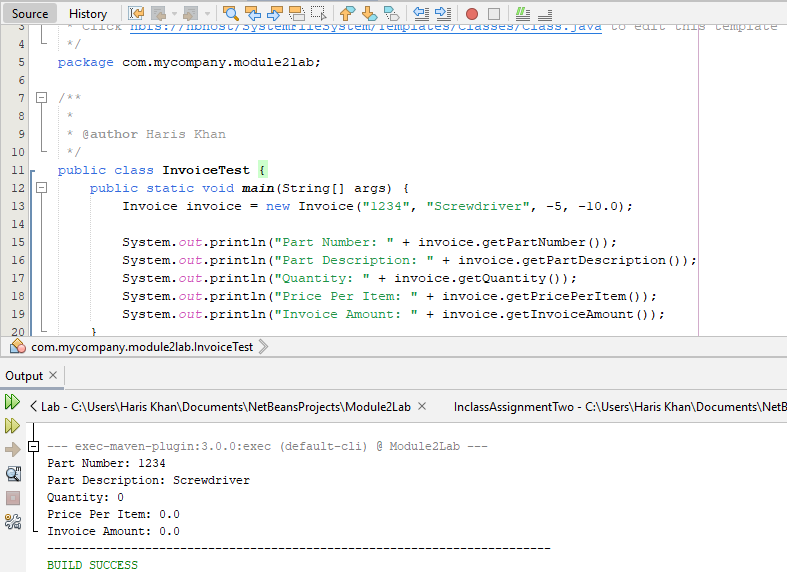 Source History
3 * Click nbfs://nbhost/SystemFileSystem/Templates/Classes/Class.java to edit this template
4 */
5 package com.mycompany.module2lab;
6
7 /**
8 *
9 * @author Haris Khan
10 */
11 public class InvoiceTest {
12 public static void main(String[] args) {
13 Invoice invoice = new Invoice("1234", "Screwdriver", -5, -10.0);
14
15 System.out.println("Part Number: " + invoice.getPartNumber());
16 System.out.println("Part Description: " + invoice.getPartDescription());
17 System.out.println("Quantity: " + invoice.getQuantity());
18 System.out.println("Price Per Item: " + invoice.getPricePerItem());
19 System.out.println("Invoice Amount: " + invoice.getInvoiceAmount());
20 }
com.mycompany.module2lab.InvoiceTest
Output
Lab - C:\Users\Haris Khan\Documents\NetBeansProjects\Module2Lab InclassAssignmentTwo - C:\Users\Haris Khan\Documents\NetB
--- exec-maven-plugin:3.0.0:exec (default-cli) @ Module2Lab ---
Part Number: 1234
Part Description: Screwdriver
Quantity: 0
Price Per Item: 0.0
Invoice Amount: 0.0
------------------------------------------------------------------------
BUILD SUCCESS